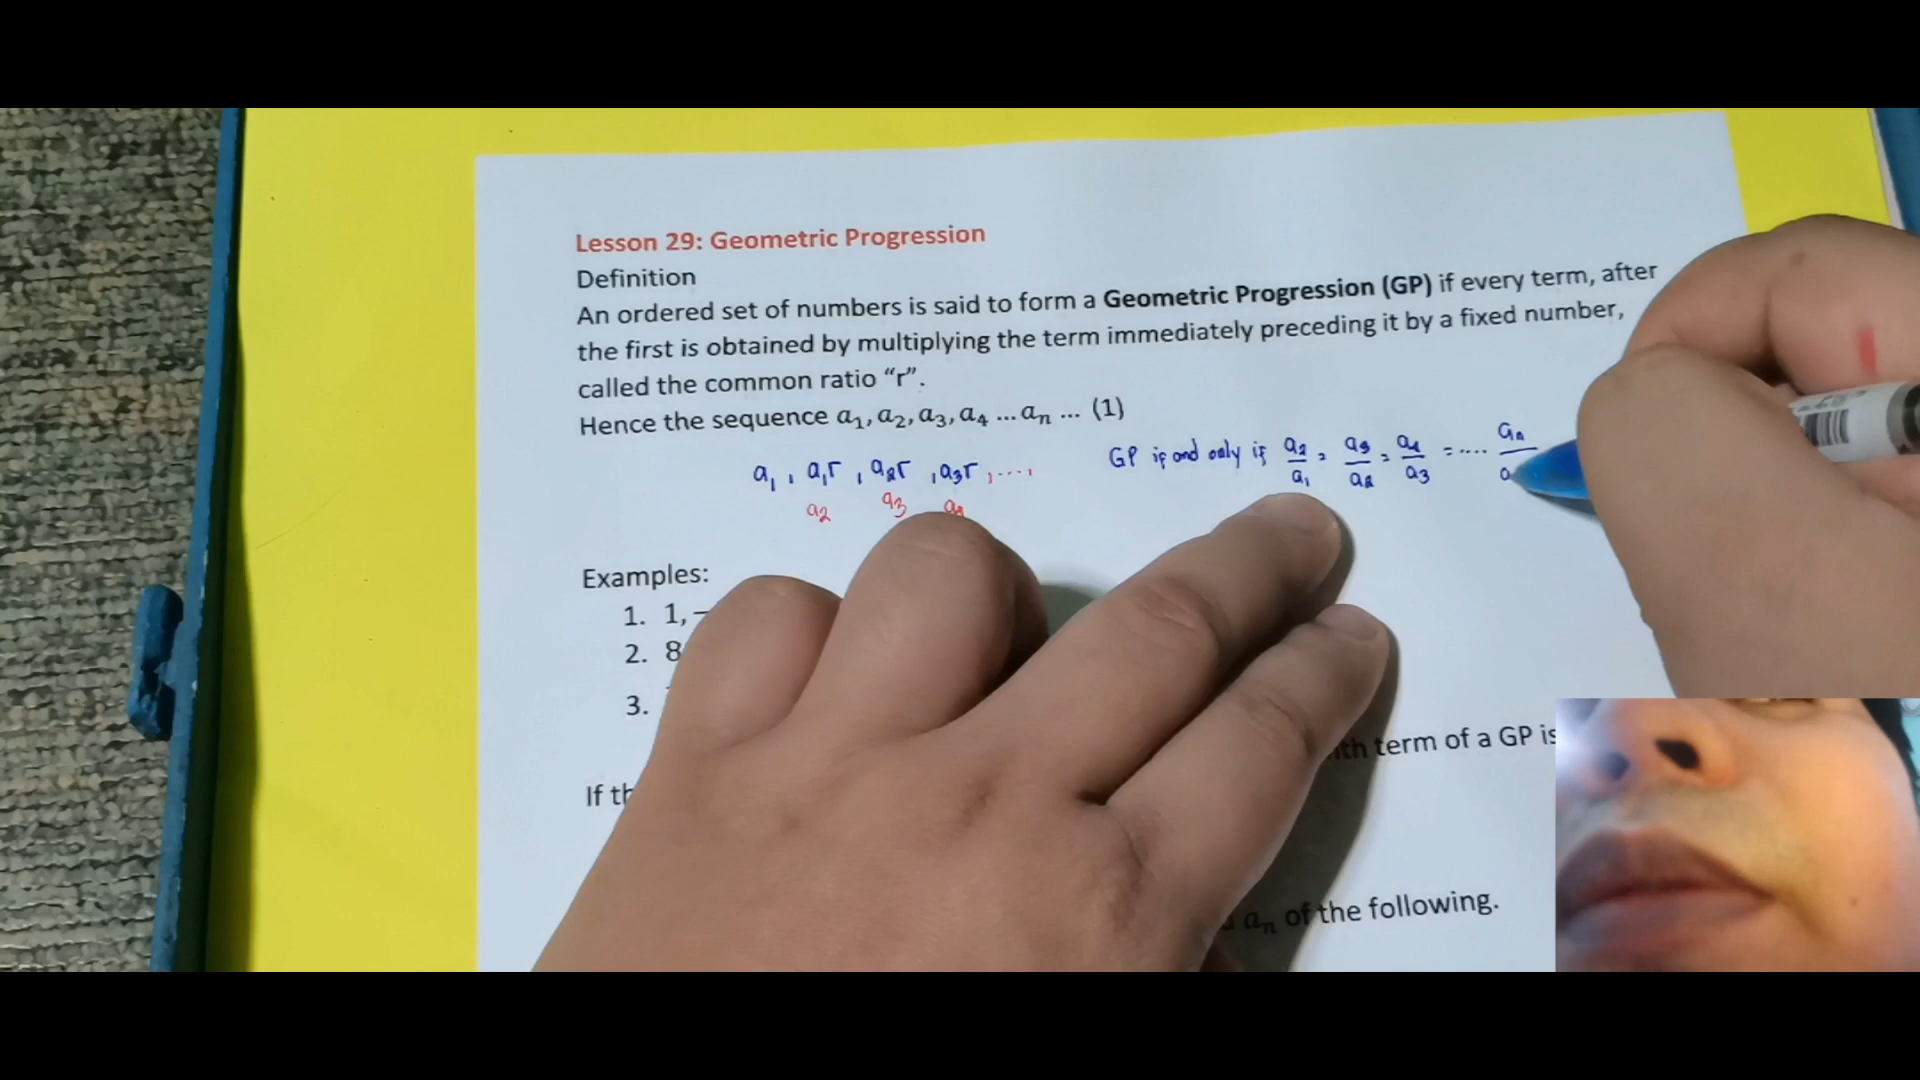 Lesson 29: Geometric Progression
Definition
An ordered set of numbers is said to form a Geometric Progression (GP) if every term, after
the first is obtained by multiplying the term immediately preceding it by a fixed number,
called the common ratio “r”.
Hence the sequence a₁, a₂, a₃, a₄ … aₙ … (1)
a₁, a₁r, a₂r, a₃r, ....,
a₂ a₃
GP if and only if a₂/a₁ = a₃/a₂ = a₄/a₃ = .... aₙ/a
Examples:
1. 1, −
2. 8
3.
term of a GP is
If
aₙ of the following.